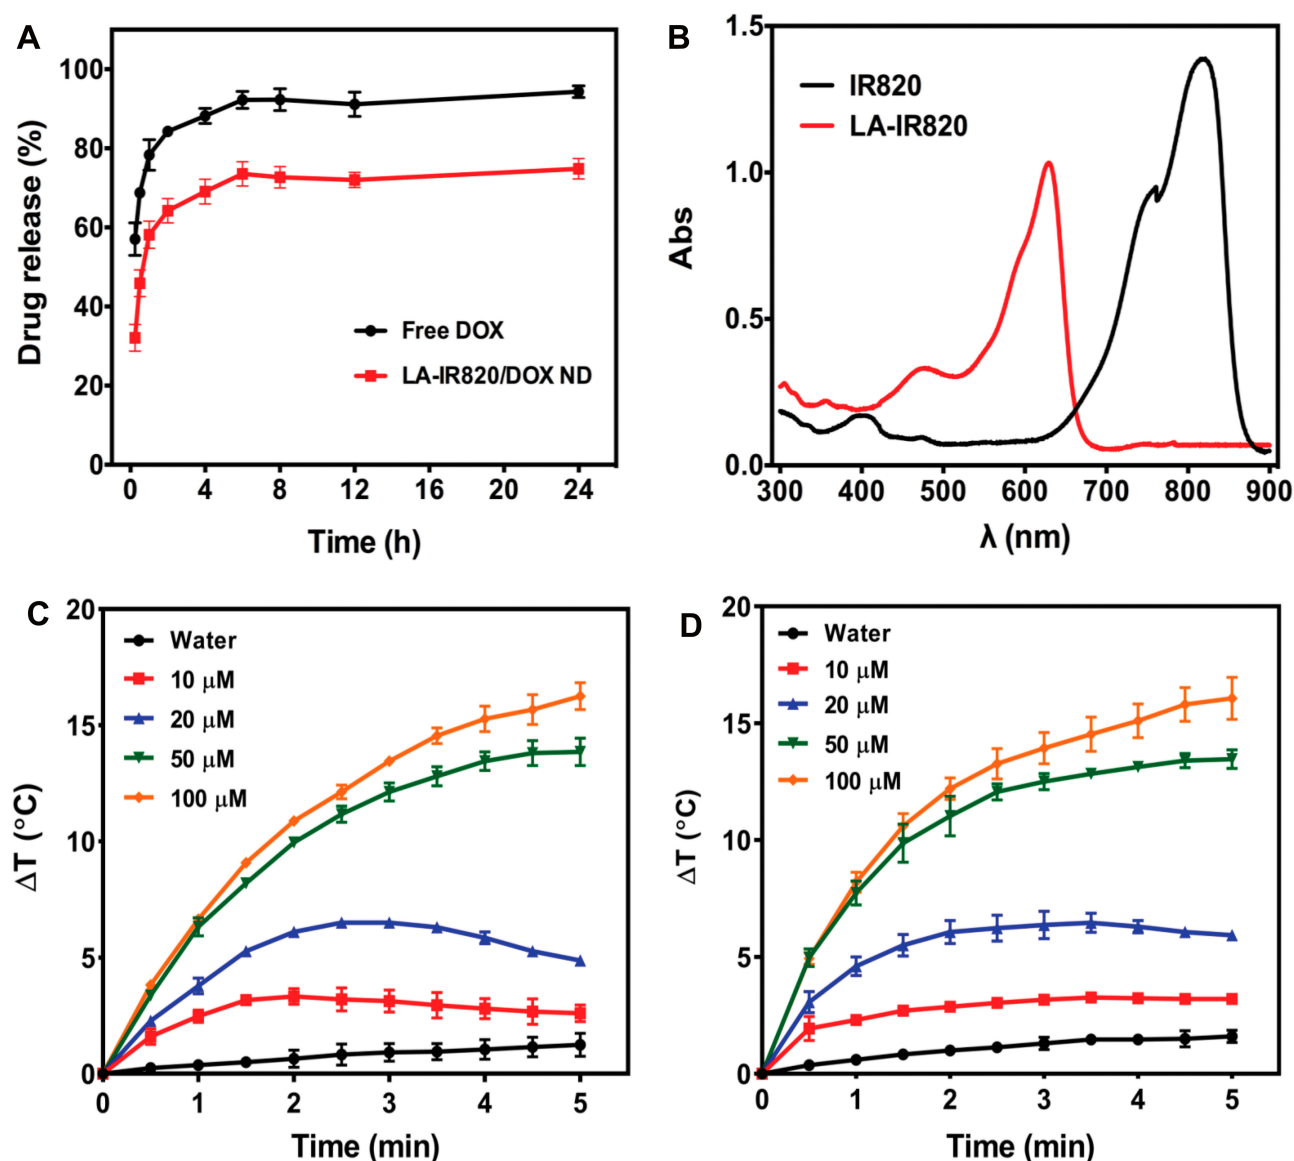 A
100
80
60
40
20
0
Drug release (%)
Free DOX
LA-IR820/DOX ND
0 4 8 12 16 20 24
Time (h)
B
1.5
1.0
0.5
0.0
Abs
IR820
LA-IR820
300 400 500 600 700 800 900
λ (nm)
C
20
15
10
5
0
ΔT (°C)
Water
10 μM
20 μM
50 μM
100 μM
0 1 2 3 4 5
Time (min)
D
20
15
10
5
0
ΔT (°C)
Water
10 μM
20 μM
50 μM
100 μM
0 1 2 3 4 5
Time (min)